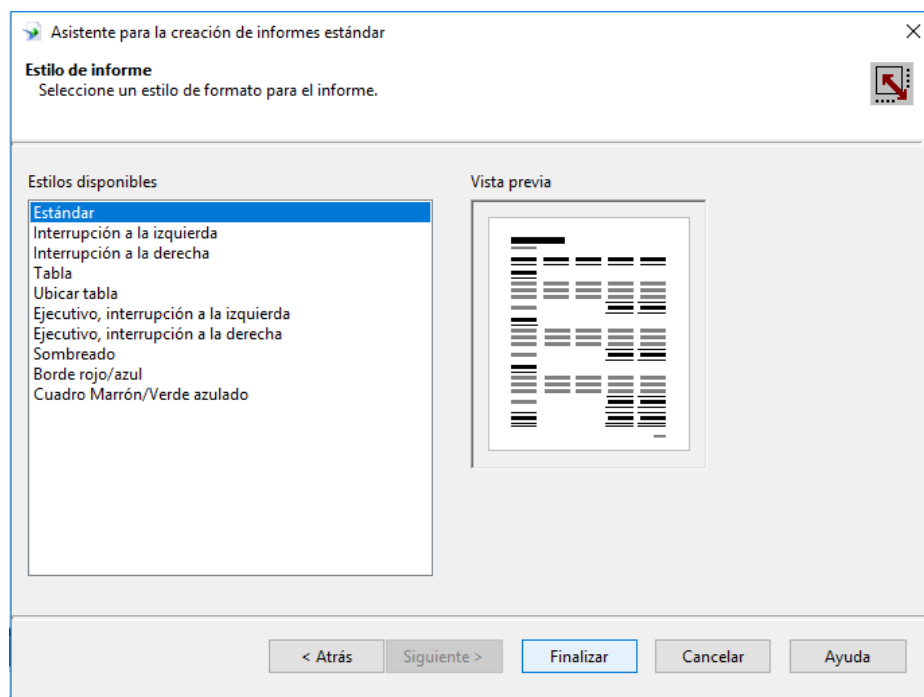 Asistente para la creación de informes estándar
Estilo de informe
Seleccione un estilo de formato para el informe.
Estilos disponibles
Vista previa
Estándar
Interrupción a la izquierda
Interrupción a la derecha
Tabla
Ubicar tabla
Ejecutivo, interrupción a la izquierda
Ejecutivo, interrupción a la derecha
Sombreado
Borde rojo/azul
Cuadro Marrón/Verde azulado
< Atrás
Siguiente >
Finalizar
Cancelar
Ayuda